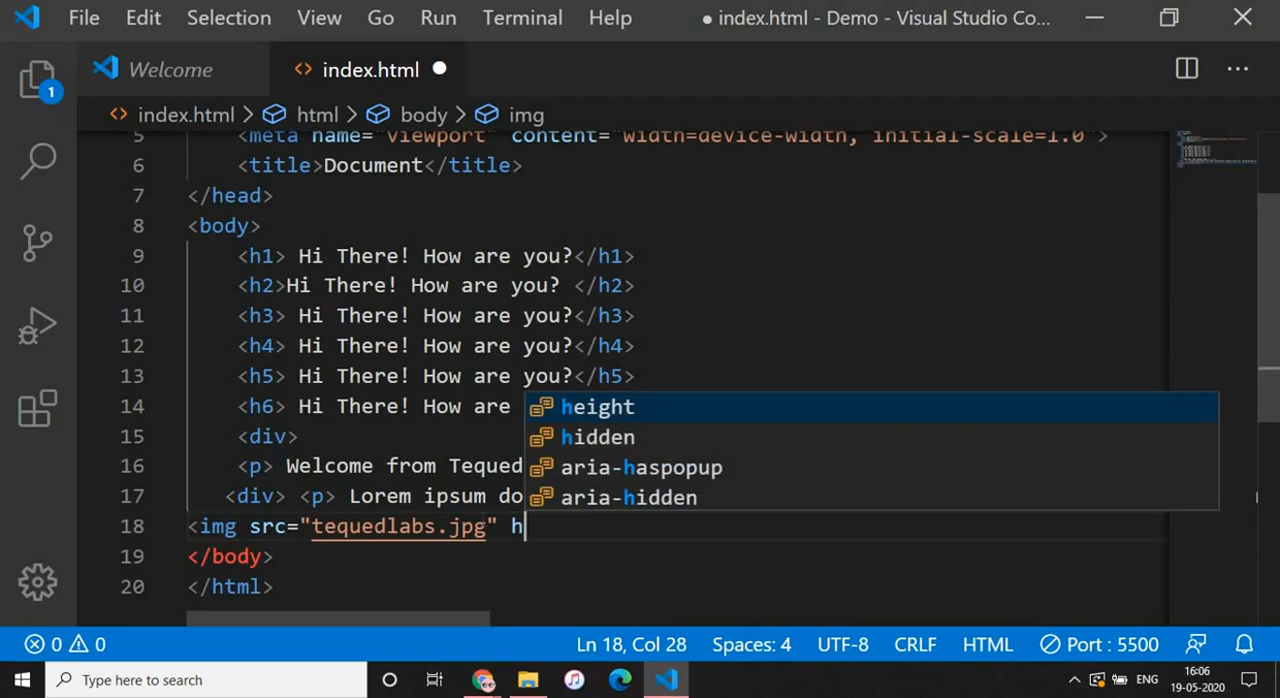 File Edit Selection View Go Run Terminal Help ● index.html - Demo - Visual Studio Co...
Welcome index.html
index.html > html > body > img
5 <meta name="viewport" content="width=device-width, initial-scale=1.0">
6 <title>Document</title>
7 </head>
8 <body>
9 <h1> Hi There! How are you?</h1>
10 <h2>Hi There! How are you? </h2>
11 <h3> Hi There! How are you?</h3>
12 <h4> Hi There! How are you?</h4>
13 <h5> Hi There! How are you?</h5>
14 <h6> Hi There! How are
height
15 <div>
hidden
16 <p> Welcome from Tequed
aria-haspopup
17 <div> <p> Lorem ipsum do
aria-hidden
18 <img src="tequedlabs.jpg" h
19 </body>
20 </html>
1
0 0 Ln 18, Col 28 Spaces: 4 UTF-8 CRLF HTML Port : 5500
Type here to search ENG 16:06
19-05-2020